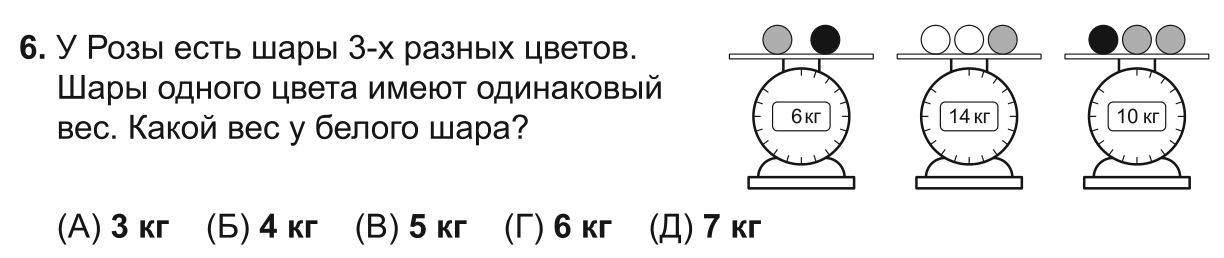 6. У Розы есть шары 3-х разных цветов.
Шары одного цвета имеют одинаковый
вес. Какой вес у белого шара?
6 кг
14 кг
10 кг
(А) 3 кг (Б) 4 кг (В) 5 кг (Г) 6 кг (Д) 7 кг